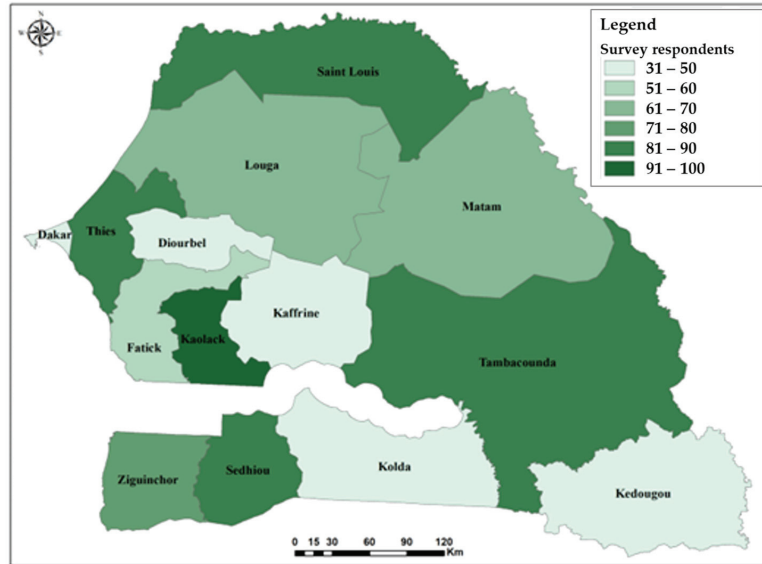 N
W E
S
Legend
Survey respondents
31 – 50
51 – 60
61 – 70
71 – 80
81 – 90
91 – 100
Saint Louis
Louga
Matam
Dakar
Thies
Diourbel
Kaffrine
Fatick
Kaolack
Tambacounda
Ziguinchor
Sedhiou
Kolda
Kedougou
0 15 30 60 90 120
Km